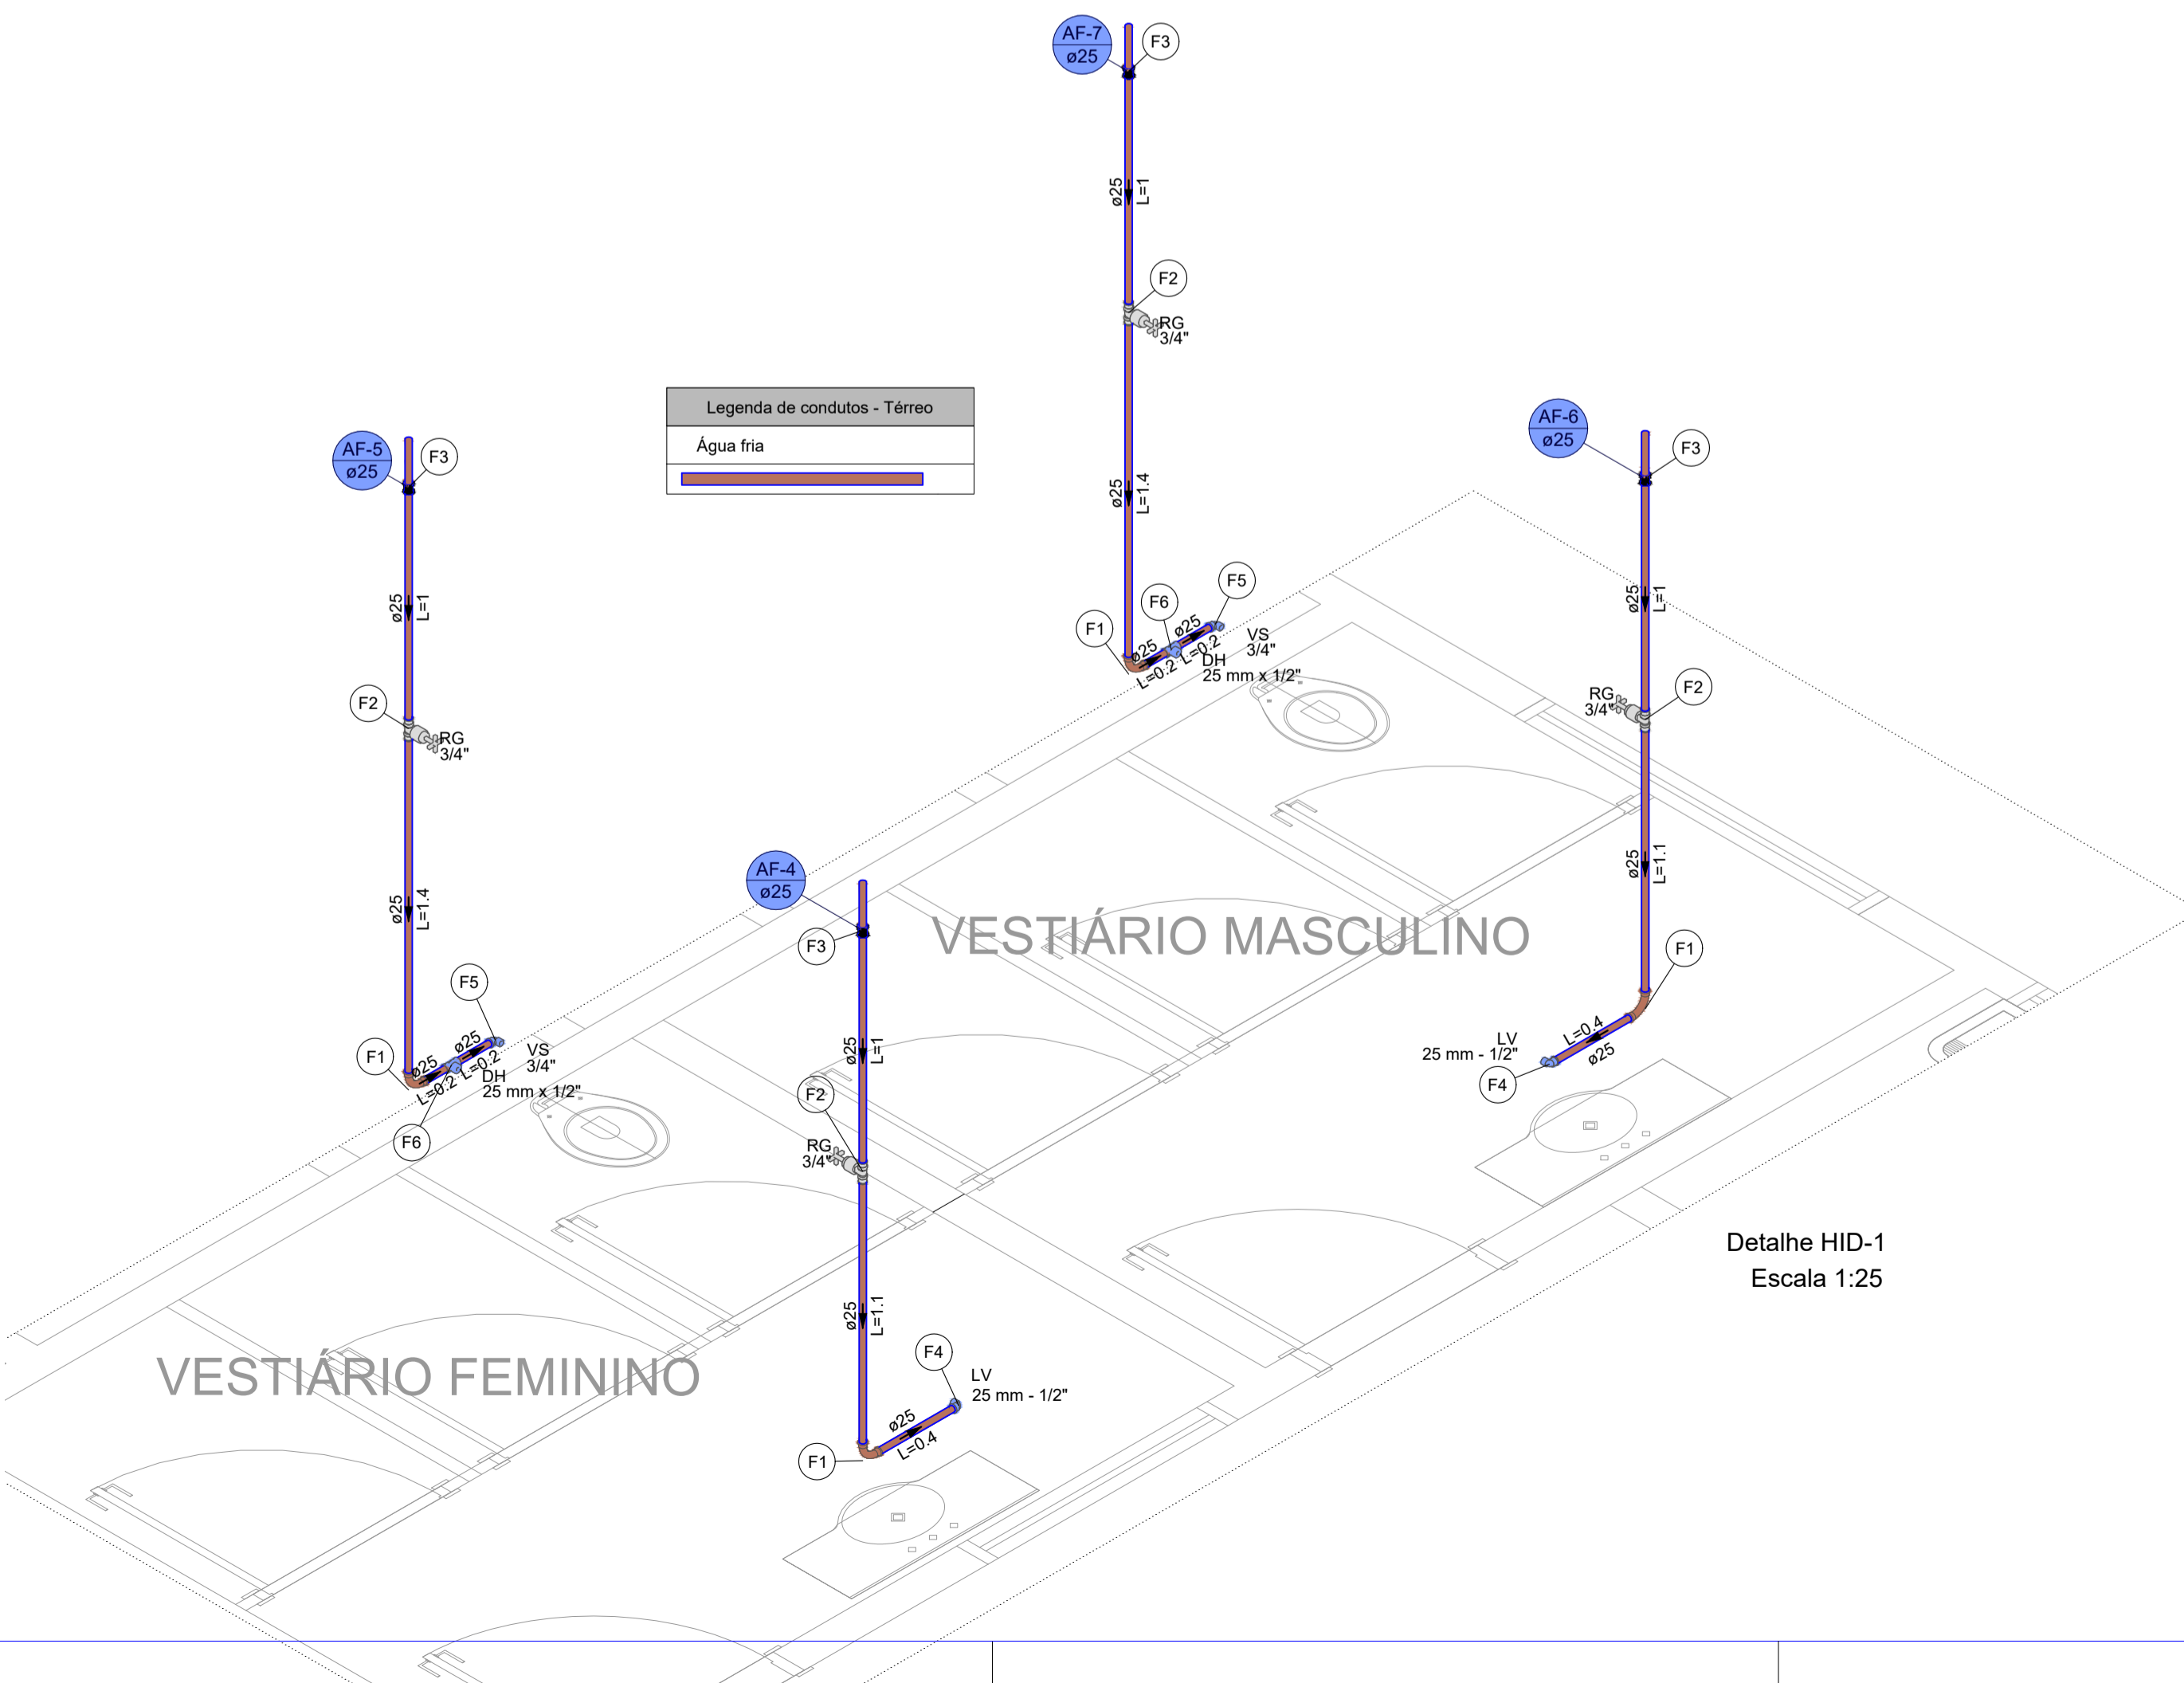 AF-7
ø25
F3
ø25
L=1
F2
RG
3/4"
ø25
L=1.4
F1
F6
F5
ø25
L=0.2
ø25
L=0.2
VS
3/4"
DH
25 mm x 1/2"
Legenda de condutos - Térreo
Água fria
AF-5
ø25
F3
ø25
L=1
F2
RG
3/4"
ø25
L=1.4
F5
F1
ø25
L=0.2
ø25
L=0.2
VS
3/4"
DH
25 mm x 1/2"
F6
AF-6
ø25
F3
ø25
L=1
RG
3/4"
F2
ø25
L=1.1
F1
L=0.4
ø25
LV
25 mm - 1/2"
F4
AF-4
ø25
F3
ø25
L=1
F2
RG
3/4"
ø25
L=1.1
F4
LV
25 mm - 1/2"
ø25
L=0.4
F1
VESTIÁRIO MASCULINO
VESTIÁRIO FEMININO
Detalhe HID-1
Escala 1:25